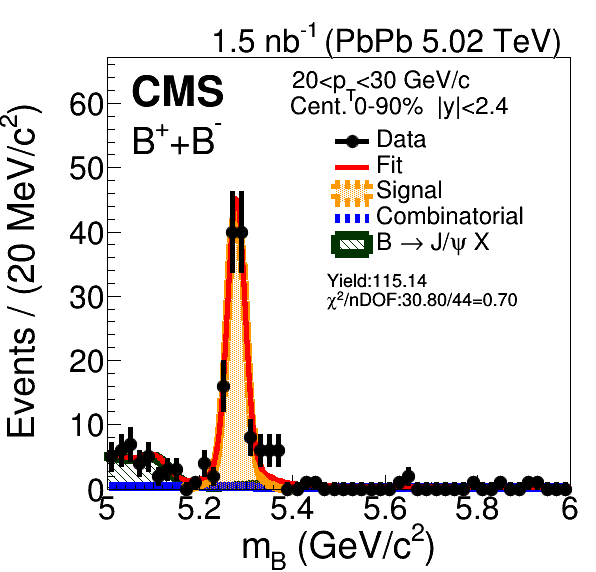 1.5 nb⁻¹ (PbPb 5.02 TeV)
CMS
20<p_T<30 GeV/c
Cent. 0-90% |y|<2.4
B⁺+B⁻
Data
Fit
Signal
Combinatorial
B → J/ψ X
Yield:115.14
χ²/nDOF:30.80/44=0.70
Events / (20 MeV/c²)
60
50
40
30
20
10
0
5 5.2 5.4 5.6 5.8 6
m_B (GeV/c²)